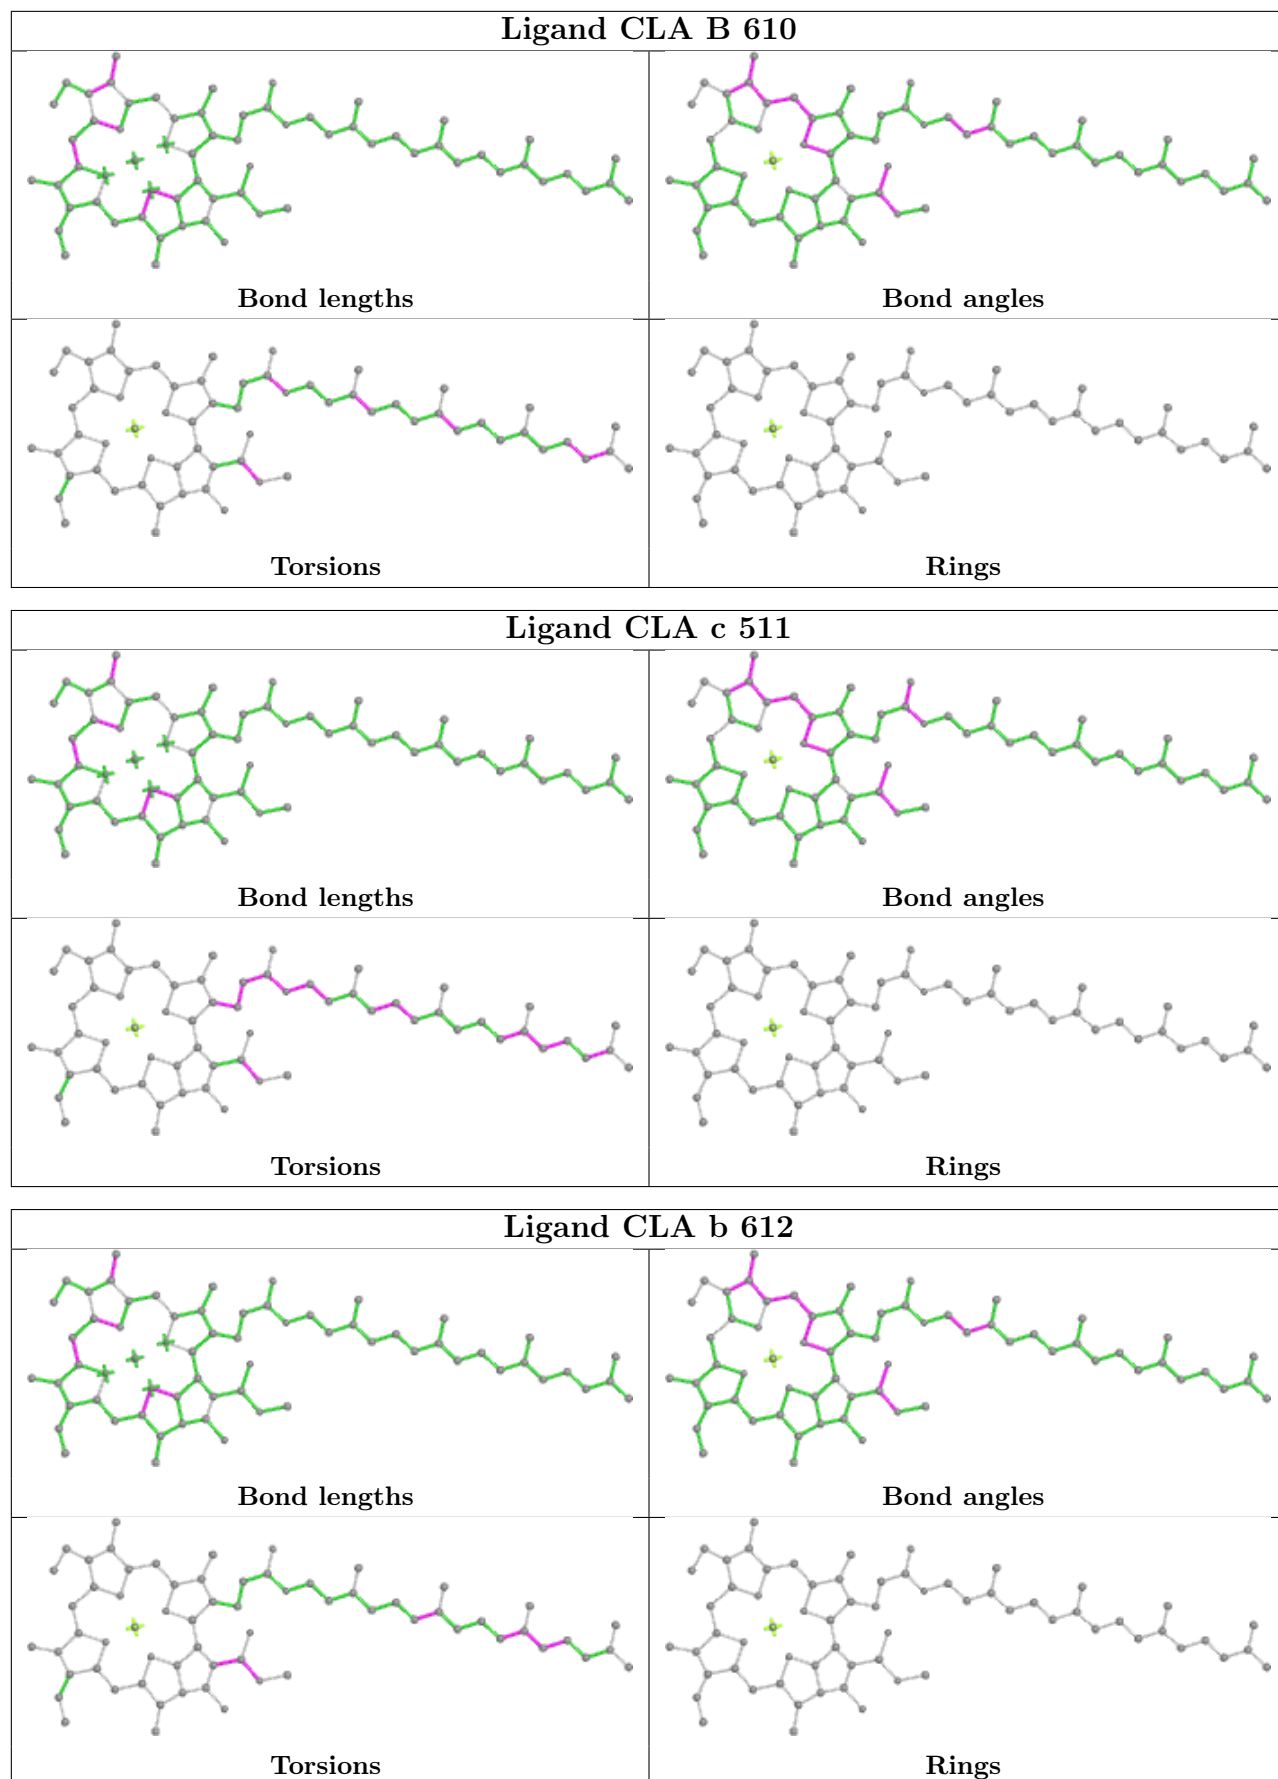 Ligand CLA B 610
Bond lengths
Bond angles
Torsions
Rings
Ligand CLA c 511
Bond lengths
Bond angles
Torsions
Rings
Ligand CLA b 612
Bond lengths
Bond angles
Torsions
Rings